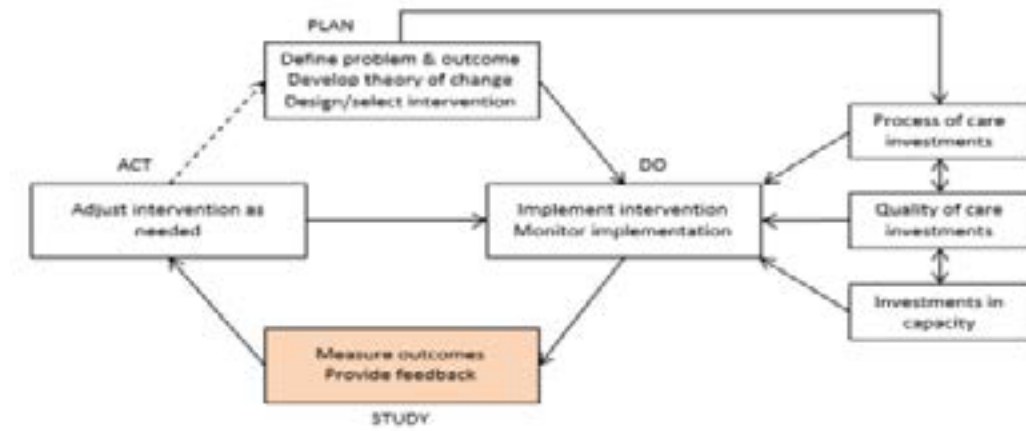 PLAN
Define problem & outcome
Develop theory of change
Design/select intervention
Process of care
investments
ACT
DO
Adjust intervention as
needed
Implement intervention
Monitor implementation
Quality of care
investments
Investments in
capacity
Measure outcomes
Provide feedback
STUDY